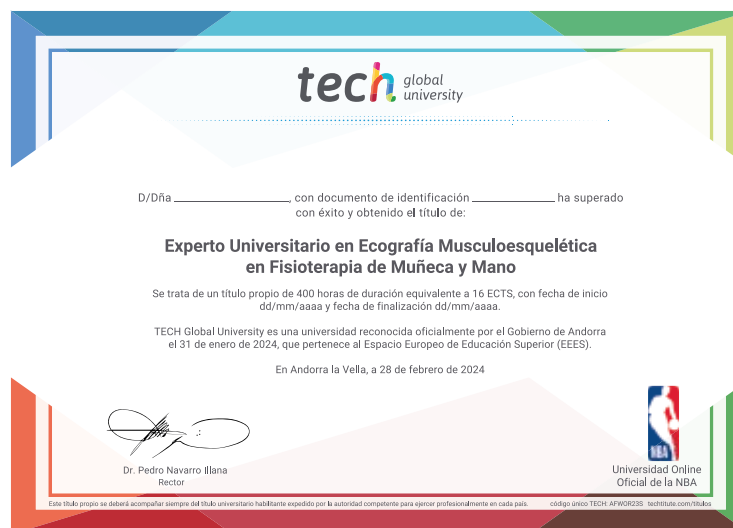 tech global
university
D/Dña ________________, con documento de identificación ____________ ha superado
con éxito y obtenido el título de:
Experto Universitario en Ecografía Musculoesquelética
en Fisioterapia de Muñeca y Mano
Se trata de un título propio de 400 horas de duración equivalente a 16 ECTS, con fecha de inicio
dd/mm/aaaa y fecha de finalización dd/mm/aaaa.
TECH Global University es una universidad reconocida oficialmente por el Gobierno de Andorra
el 31 de enero de 2024, que pertenece al Espacio Europeo de Educación Superior (EEES).
En Andorra la Vella, a 28 de febrero de 2024
Dr. Pedro Navarro Illana
Rector
NBA
Universidad Online
Oficial de la NBA
Este título propio se deberá acompañar siempre del título universitario habilitante expedido por la autoridad competente para ejercer profesionalmente en cada país. código único TECH: AFWOR23S techtitute.com/titulos